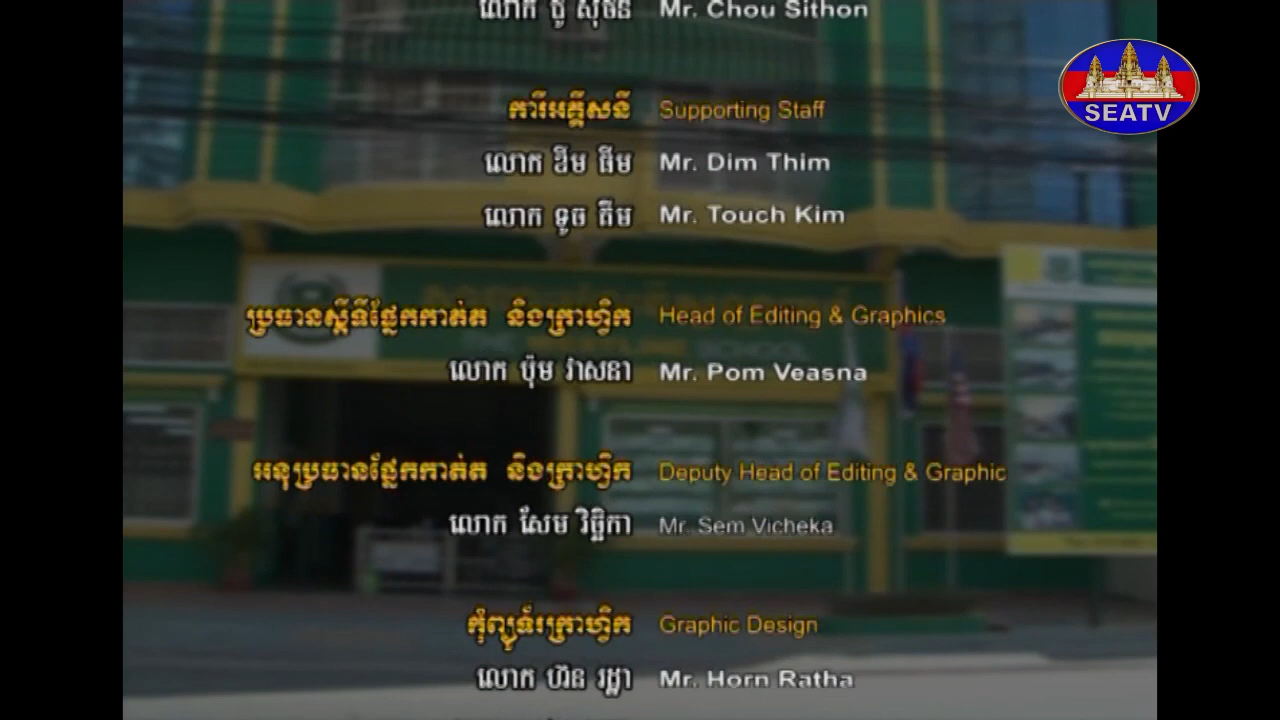 លោក ជូ ស៊ុថន Mr. Chou Sithon
SEATV
ការីអគ្គីសនី Supporting Staff
លោក ឌឹម ធីម Mr. Dim Thim
លោក ទូច គីម Mr. Touch Kim
ប្រធានស្តីទីផ្នែកកាត់ត និងក្រាហ្វិក Head of Editing & Graphics
លោក ប៉ុម វាសនា Mr. Pom Veasna
អនុប្រធានផ្នែកកាត់ត និងក្រាហ្វិក Deputy Head of Editing & Graphic
លោក សែម វិច្ឆិកា Mr. Sem Vicheka
កុំព្យូទ័រក្រាហ្វិក Graphic Design
លោក ហ៊ន រដ្ឋា Mr. Horn Ratha
SCHOOL